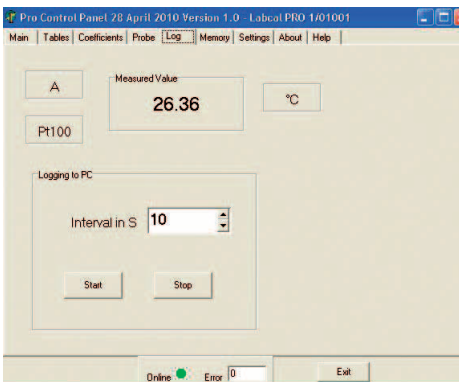 Pro Control Panel 28 April 2010 Version 1.0 - Labcal PRO 1/01001
Main Tables Coefficients Probe Log Memory Settings About Help
Measured Value
A
26.36
°C
Pt100
Logging to PC
Interval in S 10
Start Stop
Online Error 0 Exit